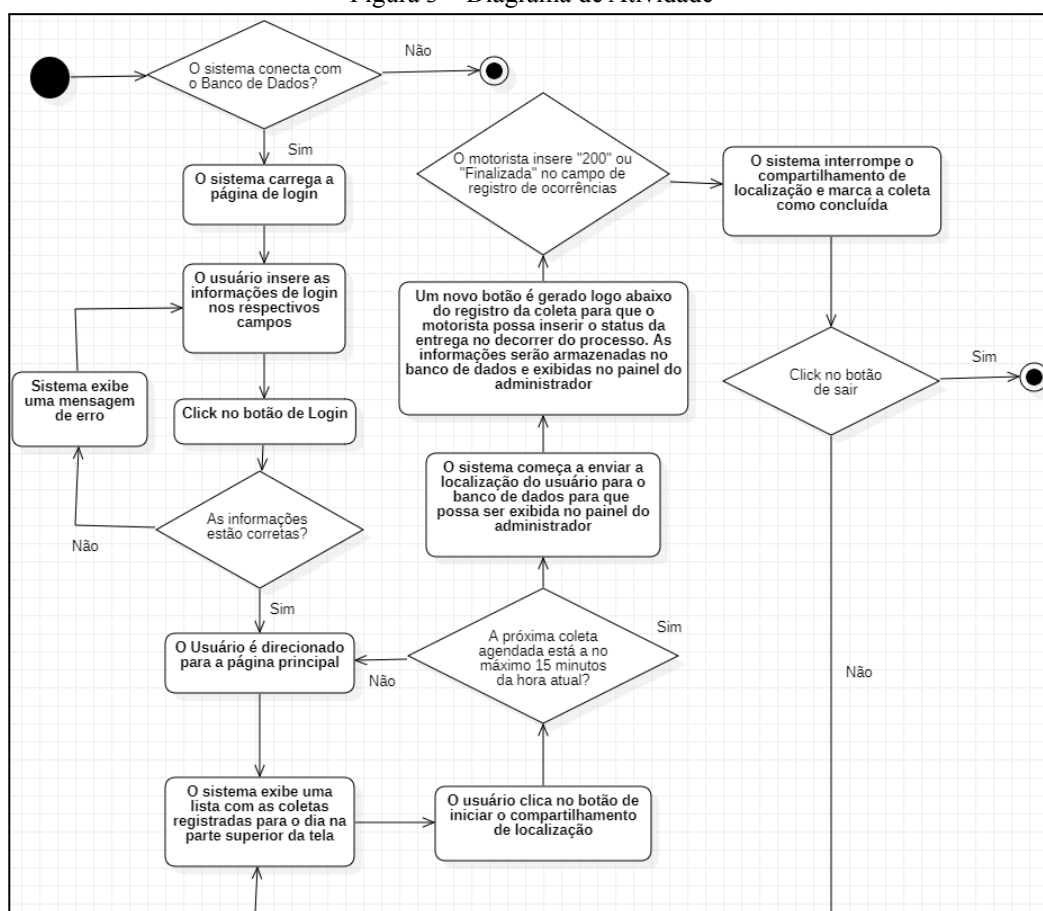 Figura 3 – Diagrama de Atividade
O sistema conecta com
o Banco de Dados?
Não
Sim
O sistema carrega a
página de login
O usuário insere as
informações de login
nos respectivos
campos
Sistema exibe
uma mensagem
de erro
Click no botão de Login
As informações
estão corretas?
Não
Sim
O Usuário é direcionado
para a página principal
O sistema exibe uma
lista com as coletas
registradas para o dia na
parte superior da tela
O usuário clica no botão de
iniciar o compartilhamento
de localização
A próxima coleta
agendada está a no
máximo 15 minutos
da hora atual?
Não
Sim
O sistema começa a enviar a
localização do usuário para o
banco de dados para que
possa ser exibida no painel do
administrador
Um novo botão é gerado logo abaixo
do registro da coleta para que o
motorista possa inserir o status da
entrega no decorrer do processo. As
informações serão armazenadas no
banco de dados e exibidas no painel do
administrador
O motorista insere "200" ou
"Finalizada" no campo de
registro de ocorrências
O sistema interrompe o
compartilhamento de
localização e marca a coleta
como concluída
Click no botão
de sair
Sim
Não